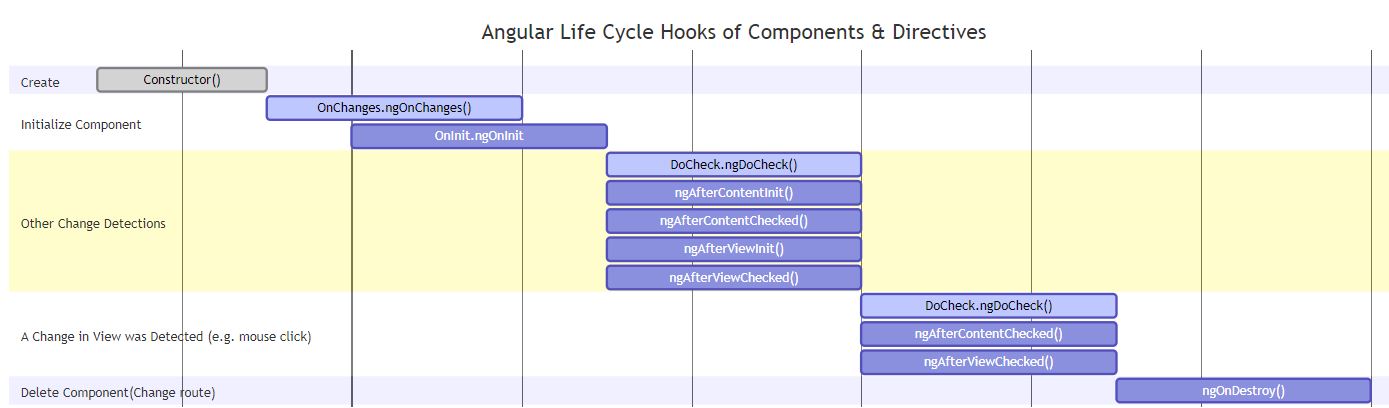 Angular Life Cycle Hooks of Components & Directives
Create
Constructor()
Initialize Component
OnChanges.ngOnChanges()
OnInit.ngOnInit
Other Change Detections
DoCheck.ngDoCheck()
ngAfterContentInit()
ngAfterContentChecked()
ngAfterViewInit()
ngAfterViewChecked()
A Change in View was Detected (e.g. mouse click)
DoCheck.ngDoCheck()
ngAfterContentChecked()
ngAfterViewChecked()
Delete Component(Change route)
ngOnDestroy()